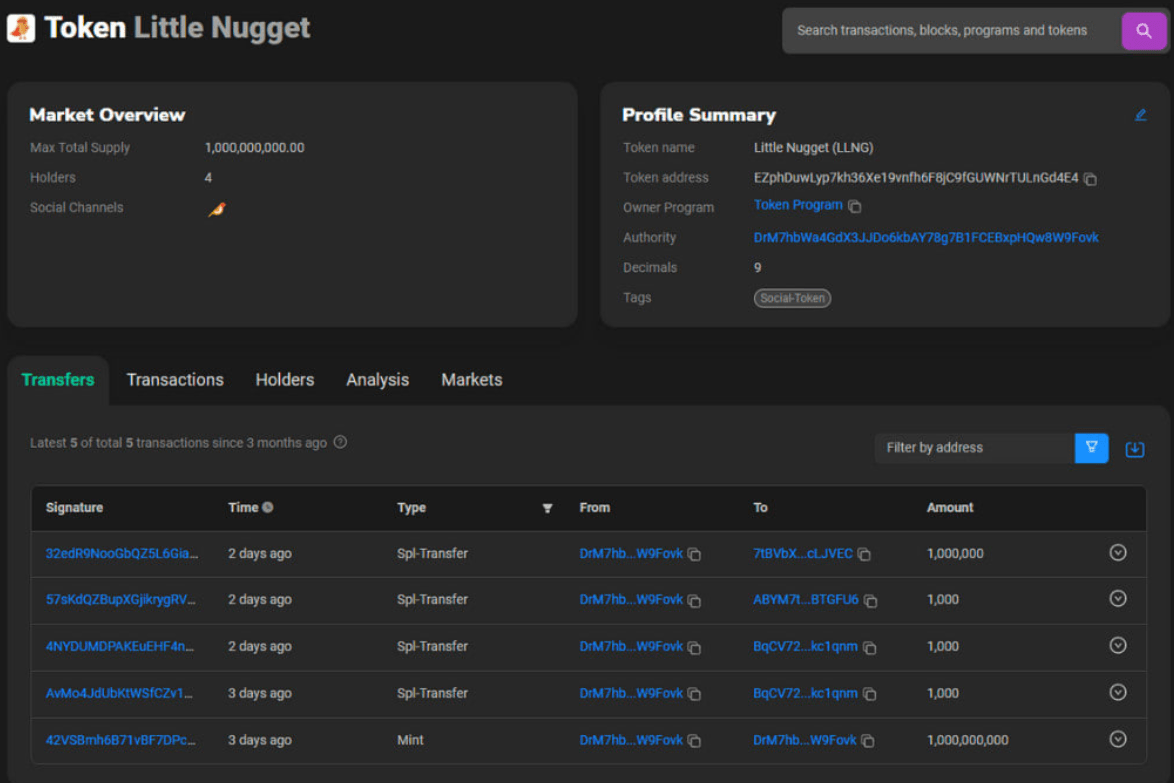 Token Little Nugget
Search transactions, blocks, programs and tokens
Market Overview
Max Total Supply 1,000,000,000.00
Holders 4
Social Channels
Profile Summary
Token name Little Nugget (LLNG)
Token address EZphDuwLyp7kh36Xe19vnfh6F8jC9fGUWNrTULnGd4E4
Owner Program Token Program
Authority DrM7hbWa4GdX3JJDo6kbAY78g7B1FCEBxpHQw8W9Fovk
Decimals 9
Tags Social-Token
Transfers Transactions Holders Analysis Markets
Latest 5 of total 5 transactions since 3 months ago
Filter by address
Signature Time Type From To Amount
32edR9NooGbQZ5L6Gia... 2 days ago Spl-Transfer DrM7hb...W9Fovk 7tBVbX...cLJVEC 1,000,000
57sKdQZBupXGjikrygRV... 2 days ago Spl-Transfer DrM7hb...W9Fovk ABYM7t...BTGFU6 1,000
4NYDUMDPAKEuEHF4n... 2 days ago Spl-Transfer DrM7hb...W9Fovk BqCV72...kc1qnm 1,000
AvMo4JdUbKtWSfCZv1... 3 days ago Spl-Transfer DrM7hb...W9Fovk BqCV72...kc1qnm 1,000
42VSBmh6B71vBF7DPc... 3 days ago Mint DrM7hb...W9Fovk DrM7hb...W9Fovk 1,000,000,000